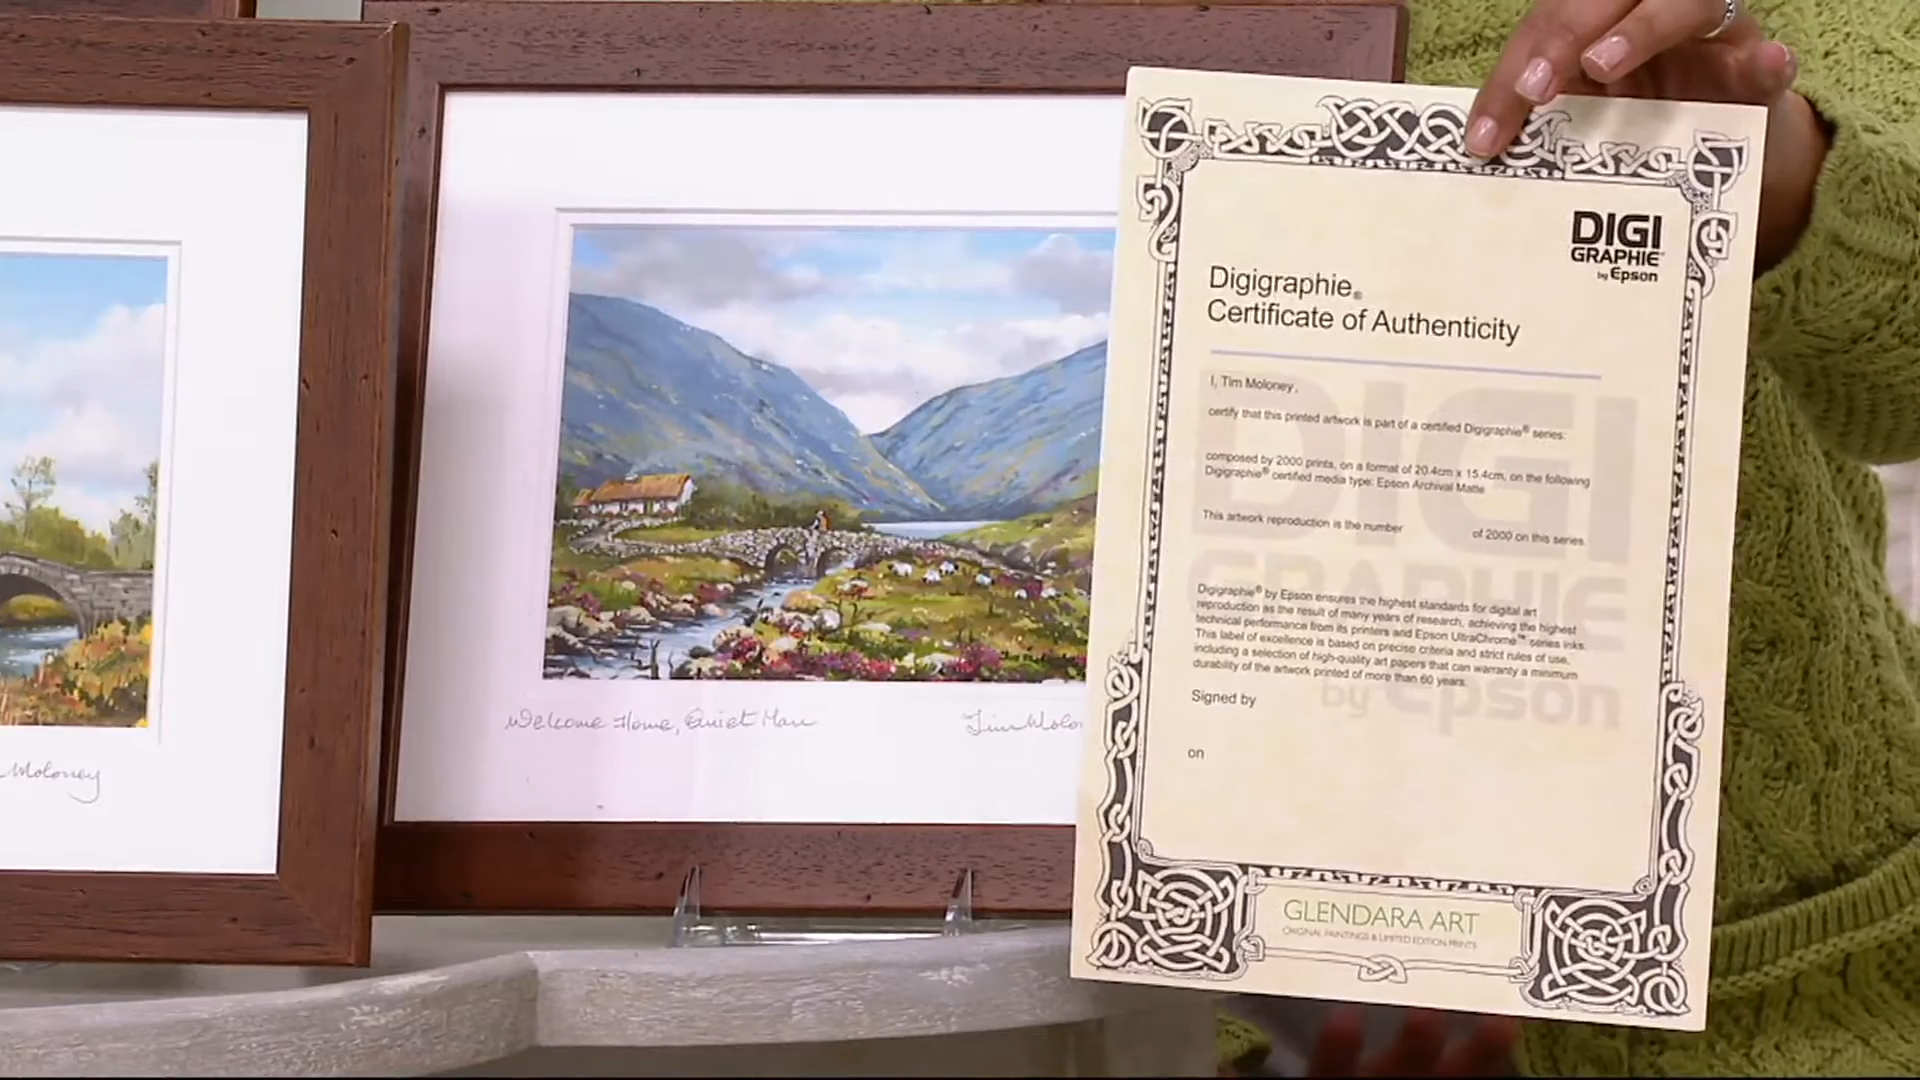 Moloney
Welcome Home, Quiet Man
Tim Molo
DIGI
GRAPHIE™
by Epson
Digigraphie®
Certificate of Authenticity
I, Tim Moloney,
certify that this printed artwork is part of a certified Digigraphie® series:
composed by 2000 prints, on a format of 20.4cm x 15.4cm, on the following
Digigraphie® certified media type: Epson Archival Matte
This artwork reproduction is the number of 2000 on this series.
Digigraphie® by Epson ensures the highest standards for digital art
reproduction as the result of many years of research, achieving the highest
technical performance from its printers and Epson UltraChrome™ series inks.
This label of excellence is based on precise criteria and strict rules of use,
including a selection of high-quality art papers that can warranty a minimum
durability of the artwork printed of more than 60 years.
Signed by
on
DIGI
GRAPHIE
by Epson
GLENDARA ART
ORIGINAL PAINTINGS & LIMITED EDITION PRINTS